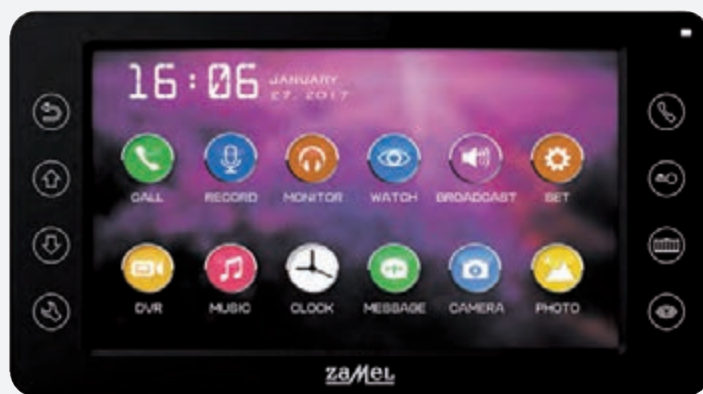 16:06
JANUARY
27, 2017
CALL RECORD MONITOR WATCH BROADCAST SET
DVR MUSIC CLOCK MESSAGE CAMERA PHOTO
zamel